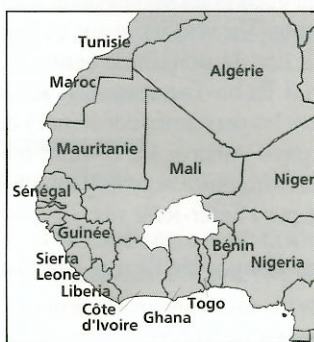 Tunisie
Algérie
Maroc
Mauritanie
Mali
Niger
Sénégal
Guinée
Bénin
Nigeria
Sierra
Leone
Liberia
Togo
Côte
d'Ivoire
Ghana